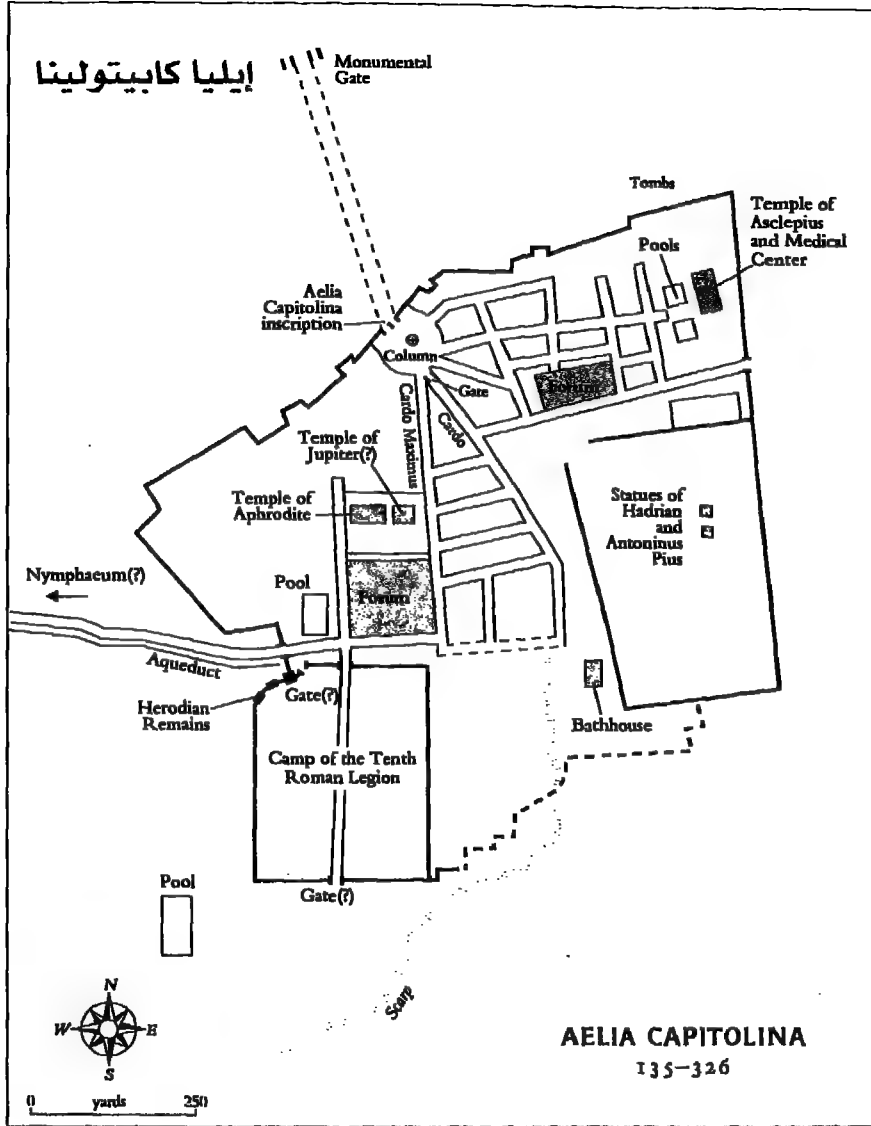 إيليا كابيتولينا
Monumental
Gate
Tombs
Temple of
Asclepius
and Medical
Center
Pools
Aelia
Capitolina
inscription
Column
Gate
Forum
Cardo Maximus
Cardo
Temple of
Jupiter(?)
Temple of
Aphrodite
Statues of
Hadrian
and
Antoninus
Pius
Nymphaeum(?)
Pool
Forum
Aqueduct
Gate(?)
Herodian
Remains
Bathhouse
Camp of the Tenth
Roman Legion
Pool
Gate(?)
Scarp
N
W
E
S
AELIA CAPITOLINA
135–326
0 yards 250